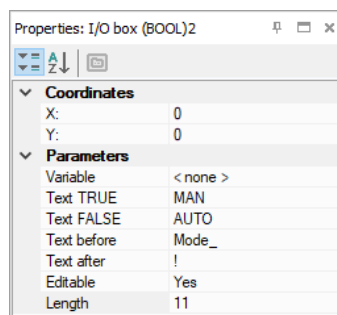 Properties: I/O box (BOOL)2
Coordinates
X: 0
Y: 0
Parameters
Variable < none >
Text TRUE MAN
Text FALSE AUTO
Text before Mode_
Text after !
Editable Yes
Length 11